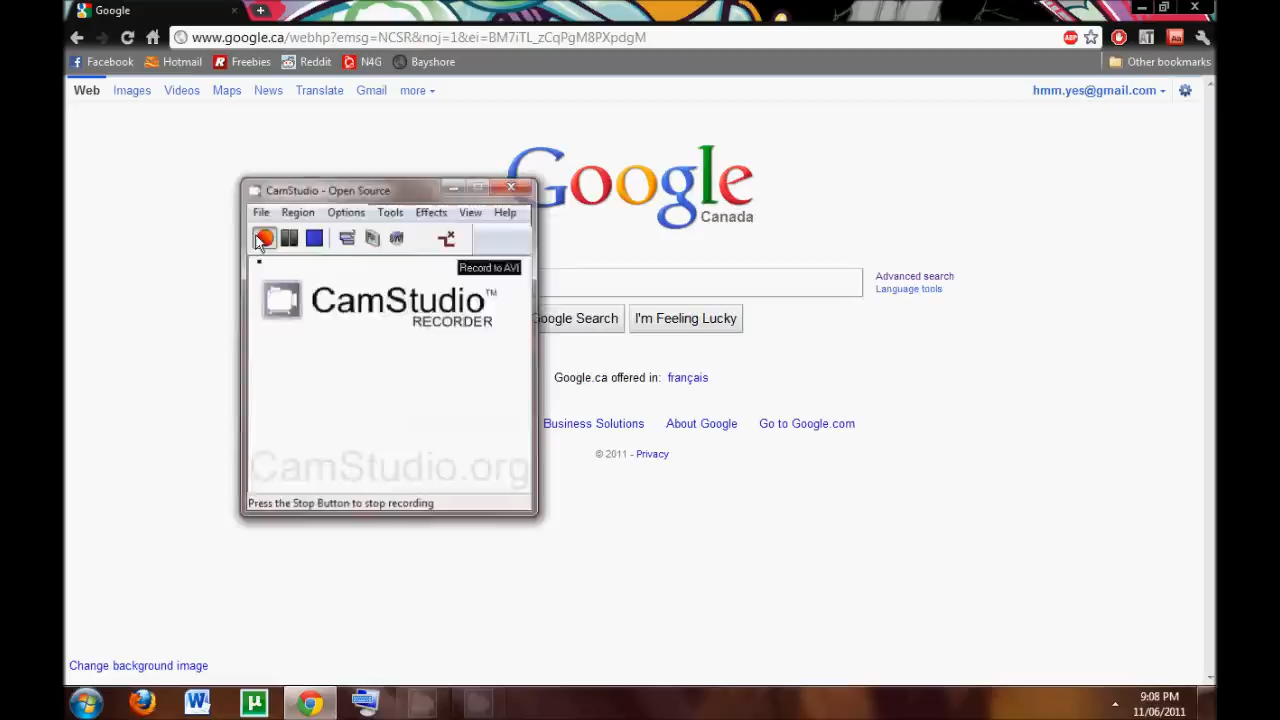 Google
www.google.ca/webhp?emsg=NCSR&noj=1&ei=BM7iTL_zCqPgM8PXpdgM
Facebook Hotmail Freebies Reddit N4G Bayshore Other bookmarks
Web Images Videos Maps News Translate Gmail more hmm.yes@gmail.com
Google
Canada
CamStudio - Open Source
File Region Options Tools Effects View Help
Record to AVI
CamStudio™
RECORDER
CamStudio.org
Press the Stop Button to stop recording
Advanced search
Language tools
Google Search I'm Feeling Lucky
Google.ca offered in: français
Business Solutions About Google Go to Google.com
© 2011 - Privacy
Change background image
9:08 PM
11/06/2011